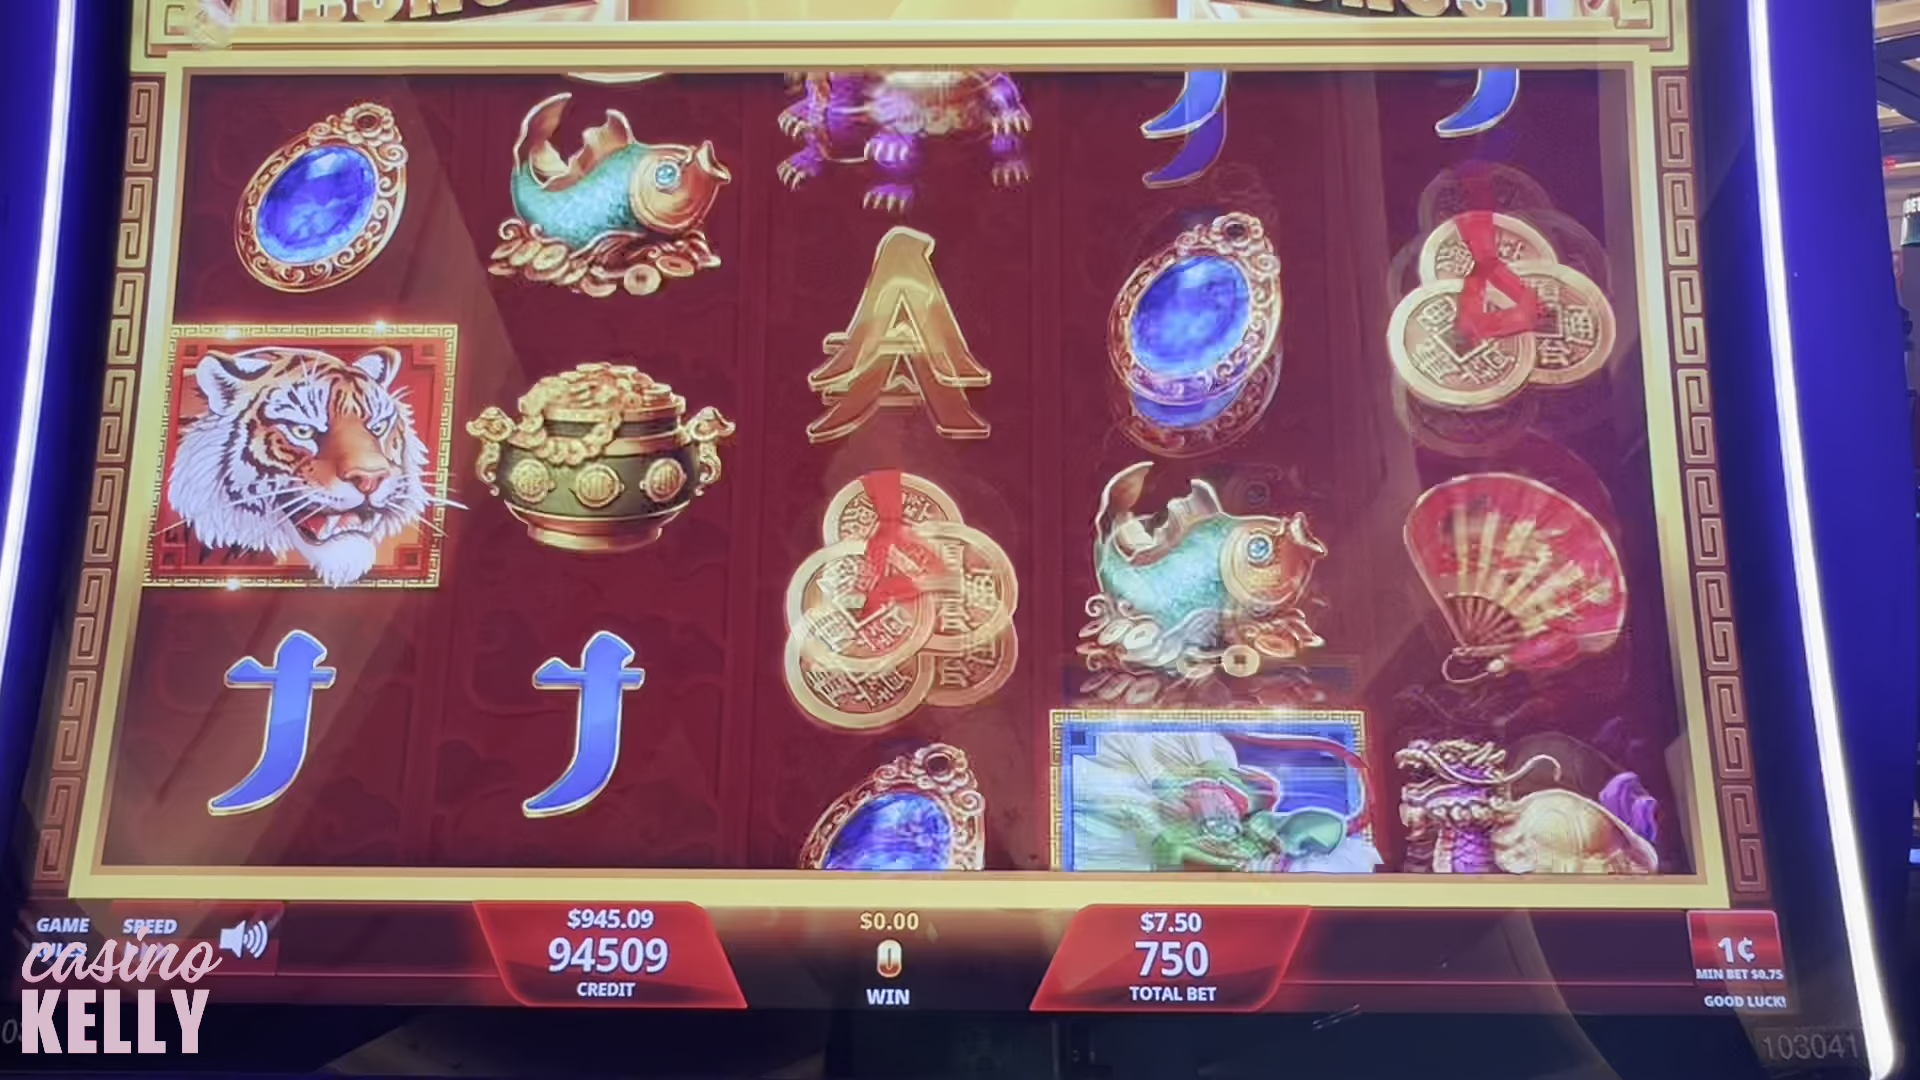 BONUS
A
J
J
GAME
SPEED
$945.09
94509
CREDIT
$0.00
0
WIN
$7.50
750
TOTAL BET
1¢
MIN BET $0.75
GOOD LUCK!
casino
KELLY
103041